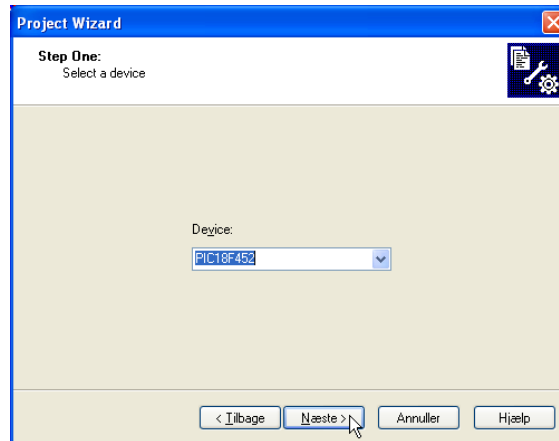 Project Wizard
Step One:
Select a device
Device:
PIC18F452
< Tilbage Næste > Annuller Hjælp